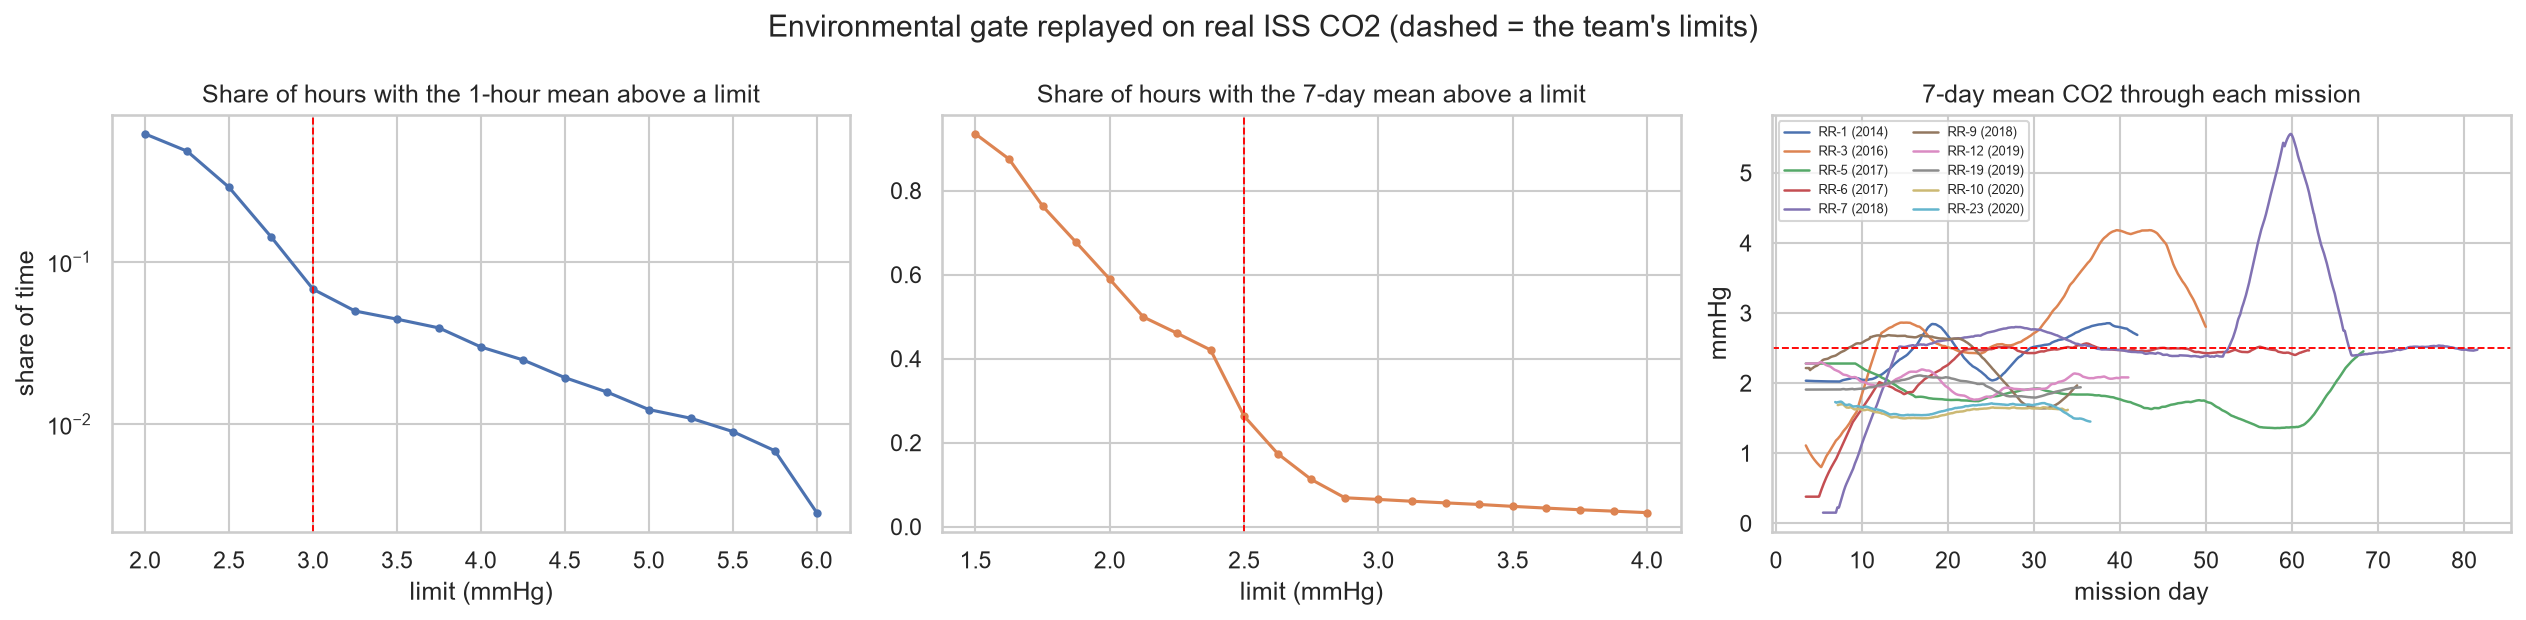 Environmental gate replayed on real ISS CO2 (dashed = the team's limits)
Share of hours with the 1-hour mean above a limit
share of time
10⁻¹
10⁻²
2.0 2.5 3.0 3.5 4.0 4.5 5.0 5.5 6.0
limit (mmHg)
Share of hours with the 7-day mean above a limit
0.8
0.6
0.4
0.2
0.0
1.5 2.0 2.5 3.0 3.5 4.0
limit (mmHg)
7-day mean CO2 through each mission
RR-1 (2014)
RR-3 (2016)
RR-5 (2017)
RR-6 (2017)
RR-7 (2018)
RR-9 (2018)
RR-12 (2019)
RR-19 (2019)
RR-10 (2020)
RR-23 (2020)
mmHg
5
4
3
2
1
0
0 10 20 30 40 50 60 70 80
mission day